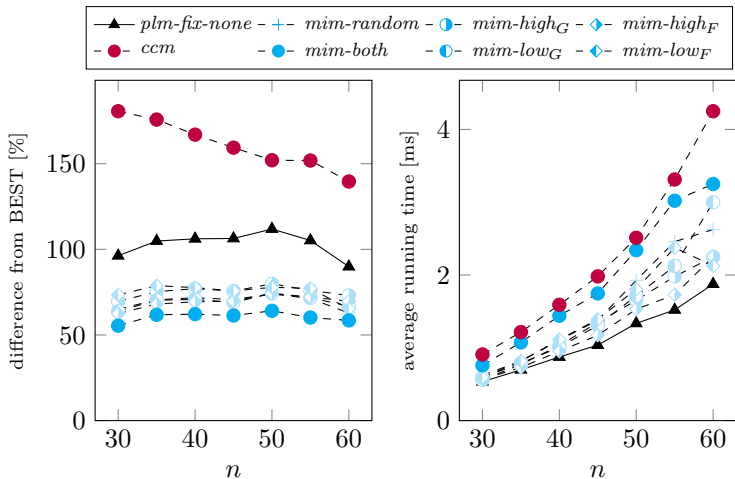 plm-fix-none mim-random mim-high_G mim-high_F
ccm mim-both mim-low_G mim-low_F
difference from BEST [%]
150
100
50
0
30 40 50 60
n
average running time [ms]
4
2
0
30 40 50 60
n